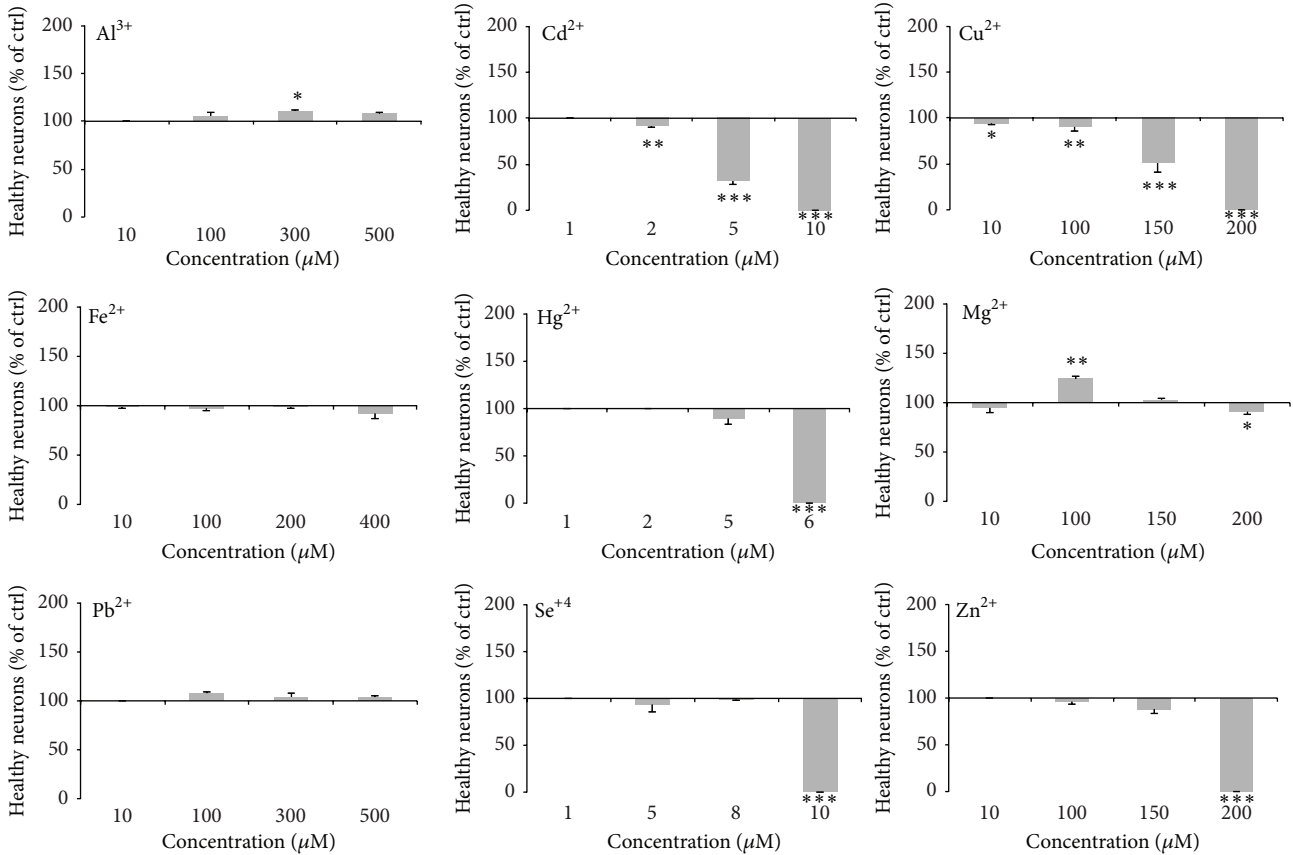 Healthy neurons (% of ctrl)
Al³⁺
200
150
100
50
0
*
10 100 300 500
Concentration (μM)
Healthy neurons (% of ctrl)
Cd²⁺
200
150
100
50
0
**
***
***
1 2 5 10
Concentration (μM)
Healthy neurons (% of ctrl)
Cu²⁺
200
150
100
50
0
*
**
***
***
10 100 150 200
Concentration (μM)
Healthy neurons (% of ctrl)
Fe²⁺
200
150
100
50
0
10 100 200 400
Concentration (μM)
Healthy neurons (% of ctrl)
Hg²⁺
200
150
100
50
0
***
1 2 5 6
Concentration (μM)
Healthy neurons (% of ctrl)
Mg²⁺
200
150
100
50
0
**
*
10 100 150 200
Concentration (μM)
Healthy neurons (% of ctrl)
Pb²⁺
200
150
100
50
0
10 100 300 500
Concentration (μM)
Healthy neurons (% of ctrl)
Se⁺⁴
200
150
100
50
0
***
1 5 8 10
Concentration (μM)
Healthy neurons (% of ctrl)
Zn²⁺
200
150
100
50
0
***
10 100 150 200
Concentration (μM)